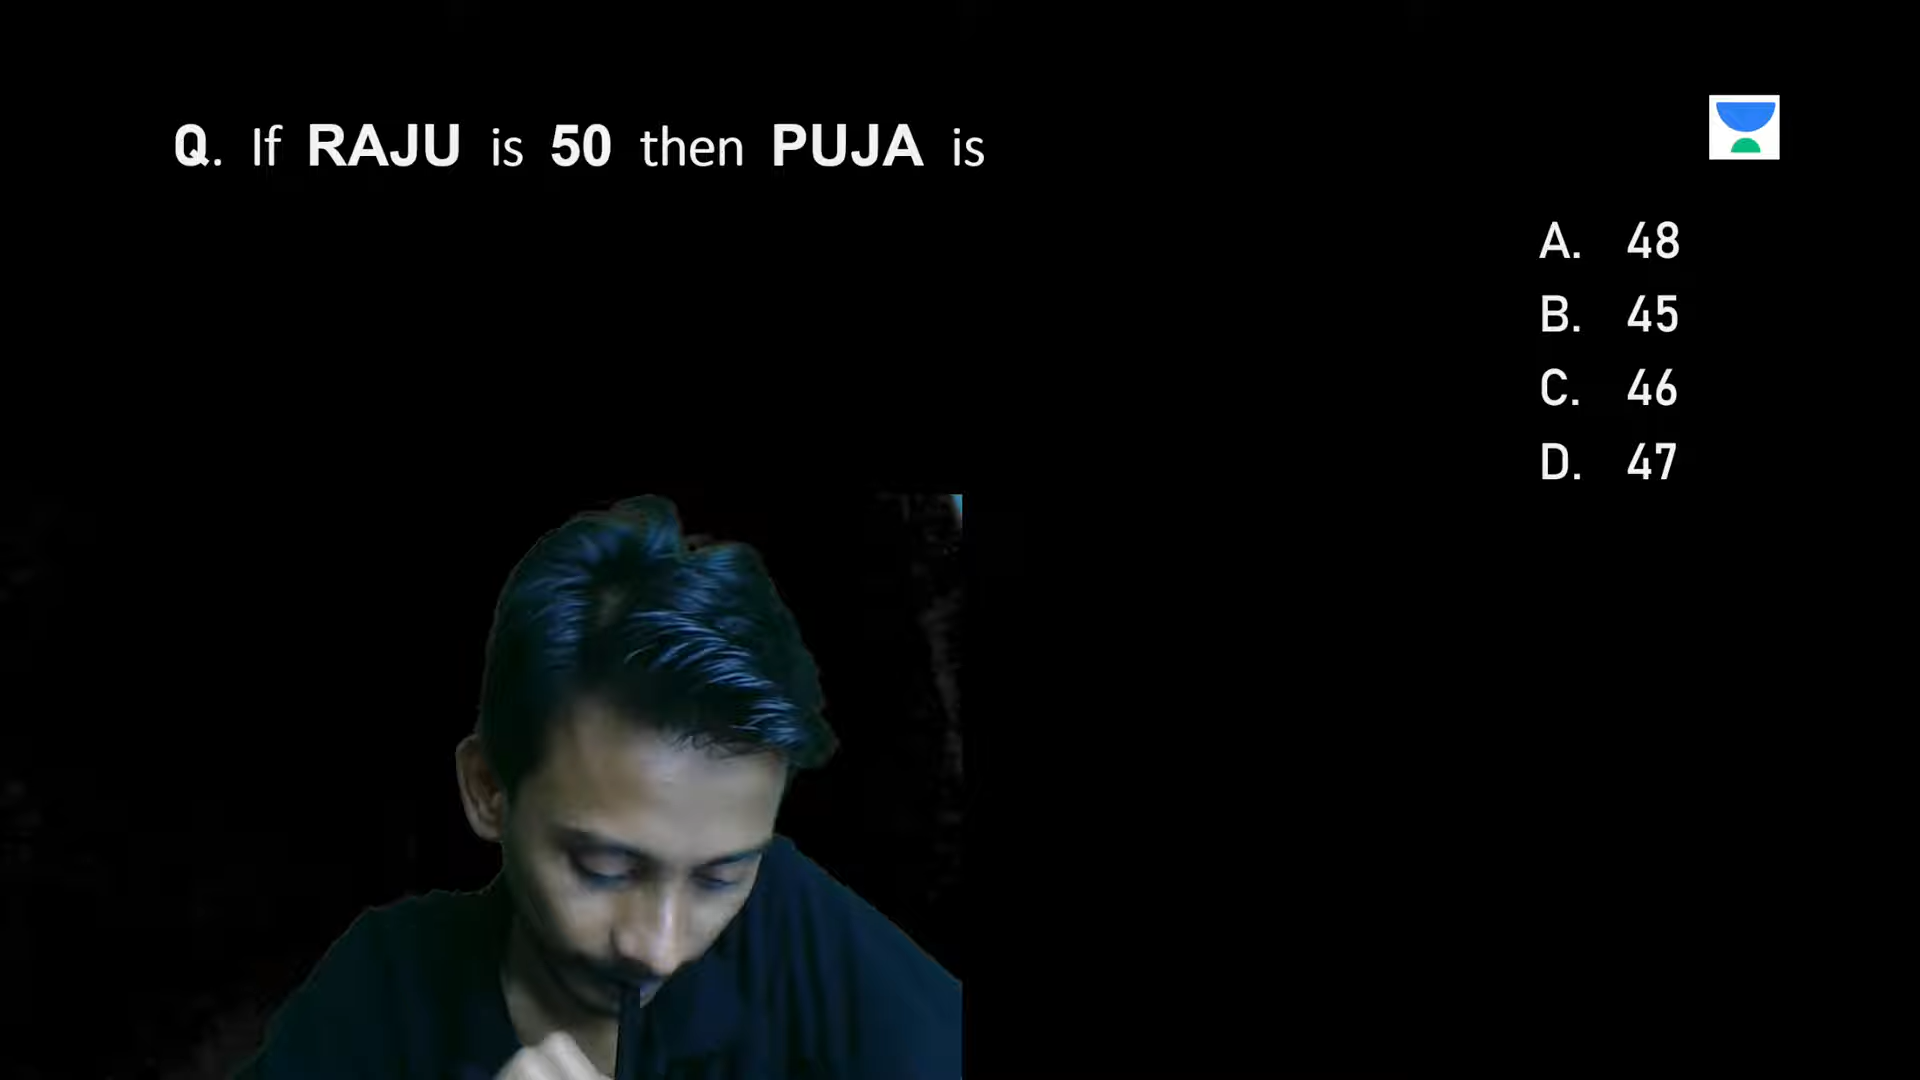 Q. If RAJU is 50 then PUJA is
A. 48
B. 45
C. 46
D. 47